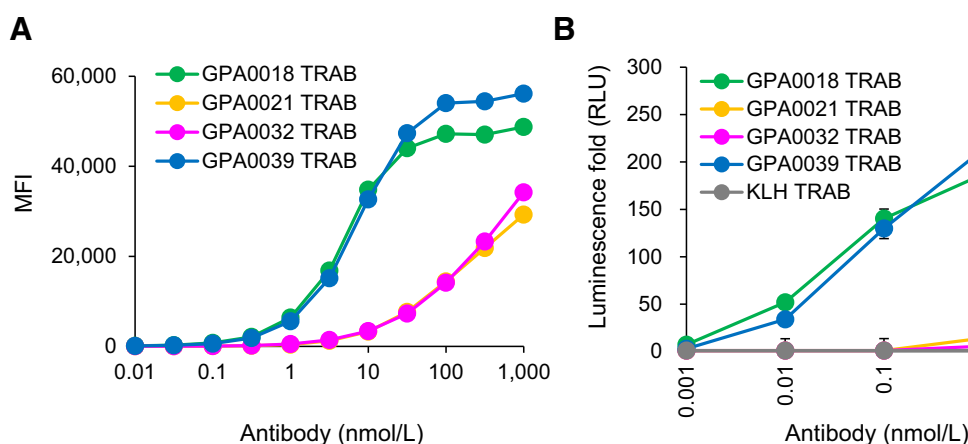 A
60,000
40,000
20,000
0
MFI
GPA0018 TRAB
GPA0021 TRAB
GPA0032 TRAB
GPA0039 TRAB
0.01 0.1 1 10 100 1,000
Antibody (nmol/L)
B
300
250
200
150
100
50
0
Luminescence fold (RLU)
GPA0018 TRAB
GPA0021 TRAB
GPA0032 TRAB
GPA0039 TRAB
KLH TRAB
0.001
0.01
0.1
Antibody (nmol/L)